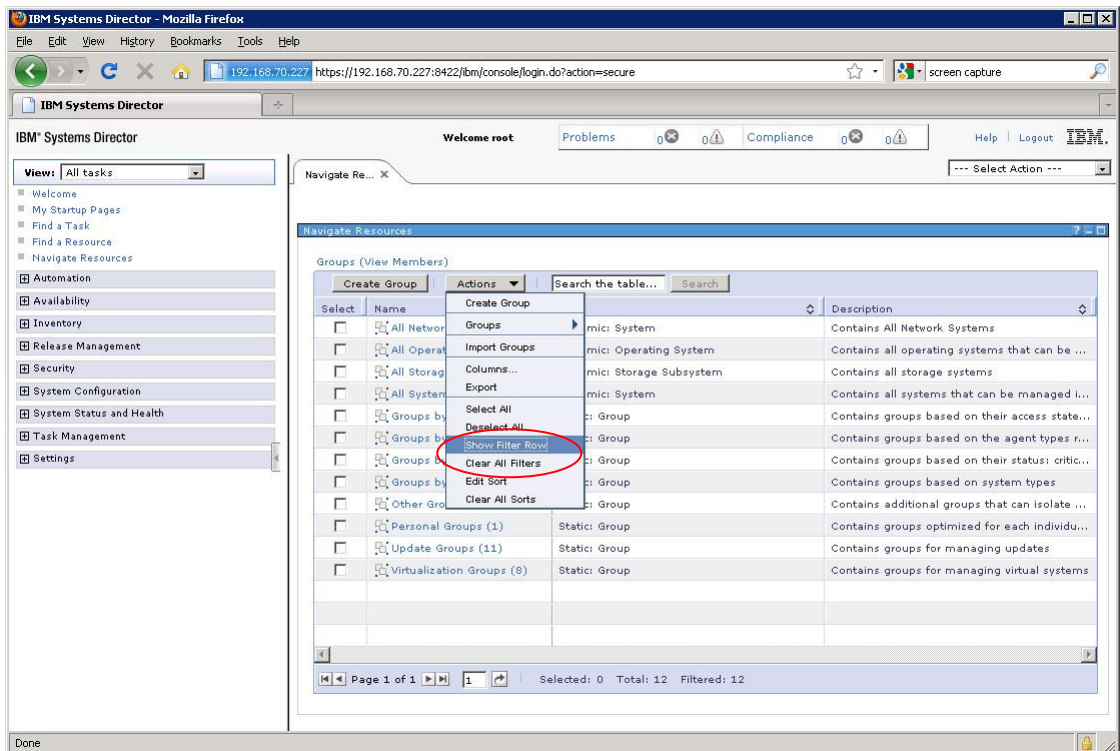 IBM Systems Director - Mozilla Firefox
File Edit View History Bookmarks Tools Help
192.168.70.227 https://192.168.70.227:8422/ibm/console/login.do?action=secure
screen capture
IBM Systems Director
IBM® Systems Director
Welcome root
Problems 0 0 Compliance 0 0
Help Logout IBM.
View: All tasks
Welcome
My Startup Pages
Find a Task
Find a Resource
Navigate Resources
Automation
Availability
Inventory
Release Management
Security
System Configuration
System Status and Health
Task Management
Settings
Navigate Re... X
--- Select Action ---
Navigate Resources
Groups (View Members)
Create Group Actions Search the table... Search
Select Name Description
All Networ mic: System Contains All Network Systems
All Operat mic: Operating System Contains all operating systems that can be ...
All Storag mic: Storage Subsystem Contains all storage systems
All System mic: System Contains all systems that can be managed i...
Groups by c: Group Contains groups based on their access state...
Groups by c: Group Contains groups based on the agent types r...
Groups b c: Group Contains groups based on their status: critic...
Groups by c: Group Contains groups based on system types
Other Gro c: Group Contains additional groups that can isolate ...
Personal Groups (1) Static: Group Contains groups optimized for each individu...
Update Groups (11) Static: Group Contains groups for managing updates
Virtualization Groups (8) Static: Group Contains groups for managing virtual systems
Create Group
Groups
Import Groups
Columns...
Export
Select All
Deselect All
Show Filter Row
Clear All Filters
Edit Sort
Clear All Sorts
Page 1 of 1 1 Selected: 0 Total: 12 Filtered: 12
Done